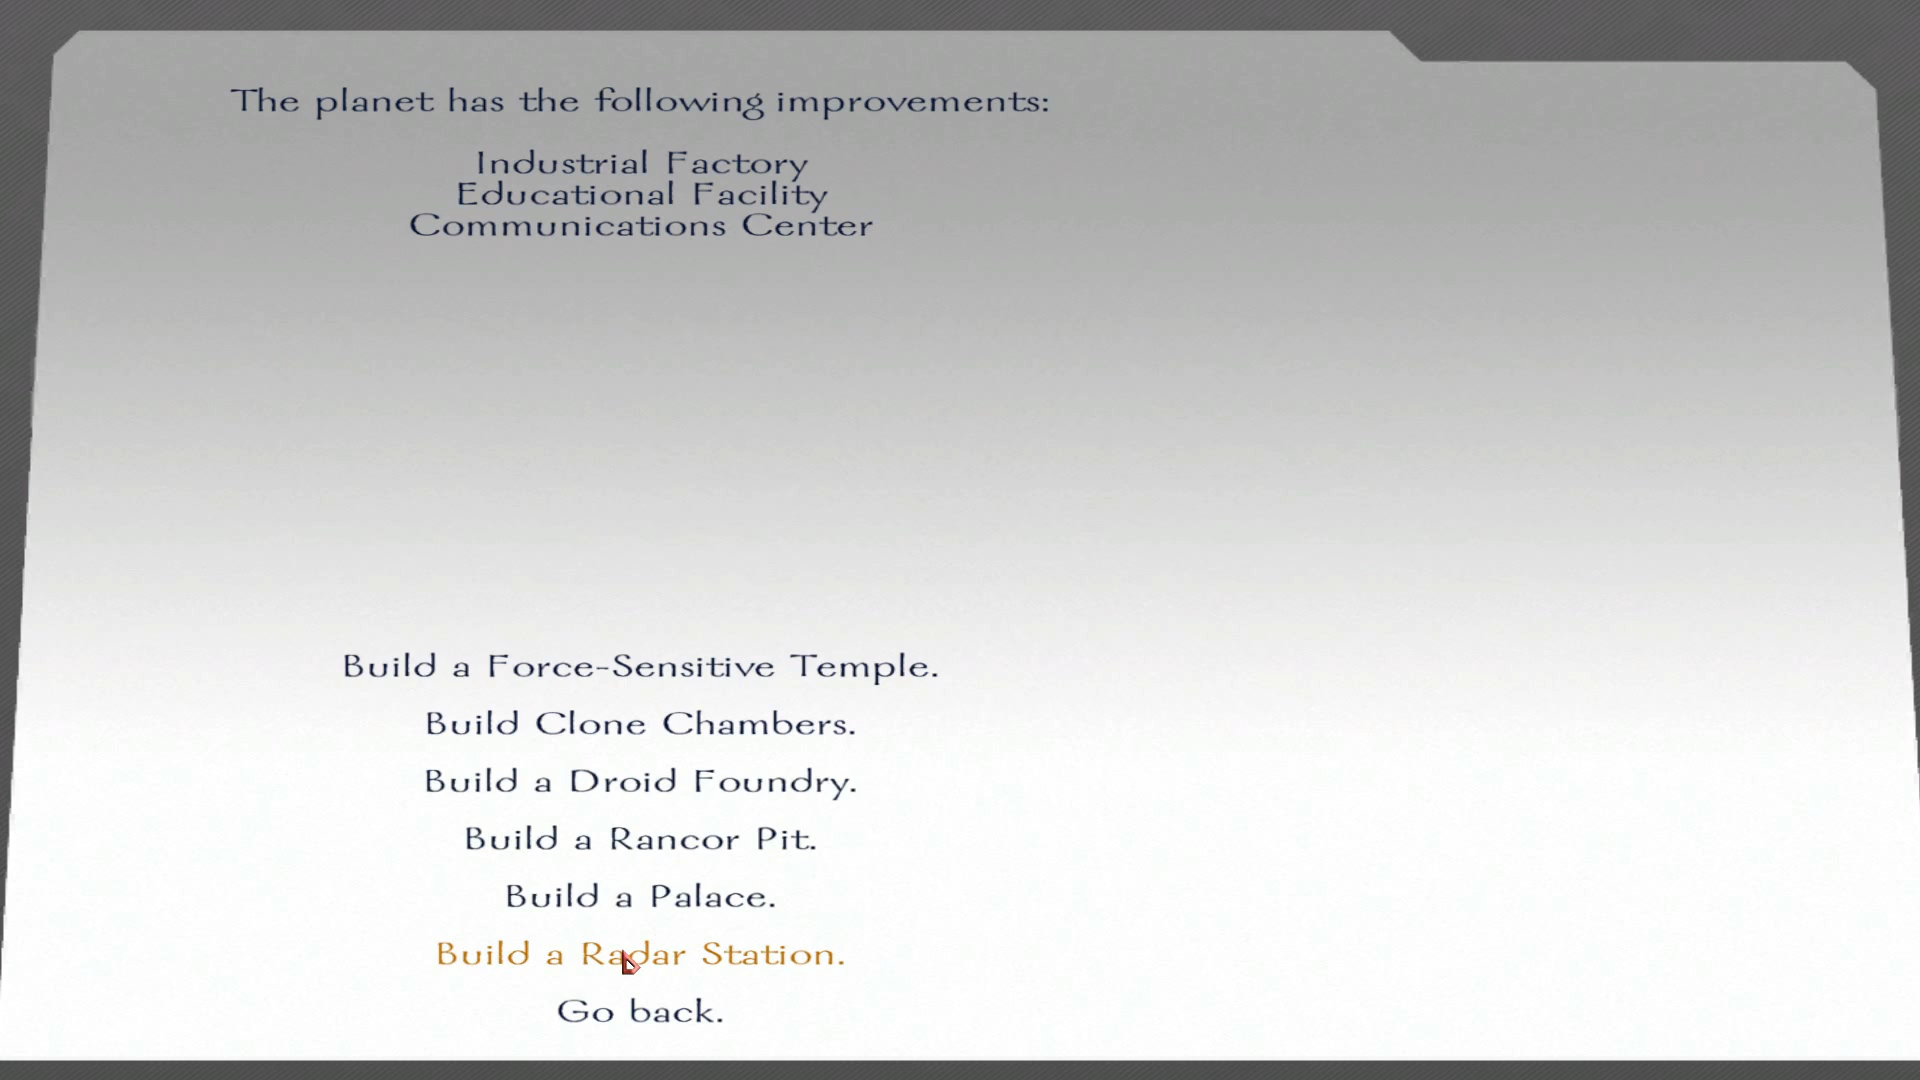 The planet has the following improvements:
Industrial Factory
Educational Facility
Communications Center
Build a Force-Sensitive Temple.
Build Clone Chambers.
Build a Droid Foundry.
Build a Rancor Pit.
Build a Palace.
Build a Radar Station.
Go back.